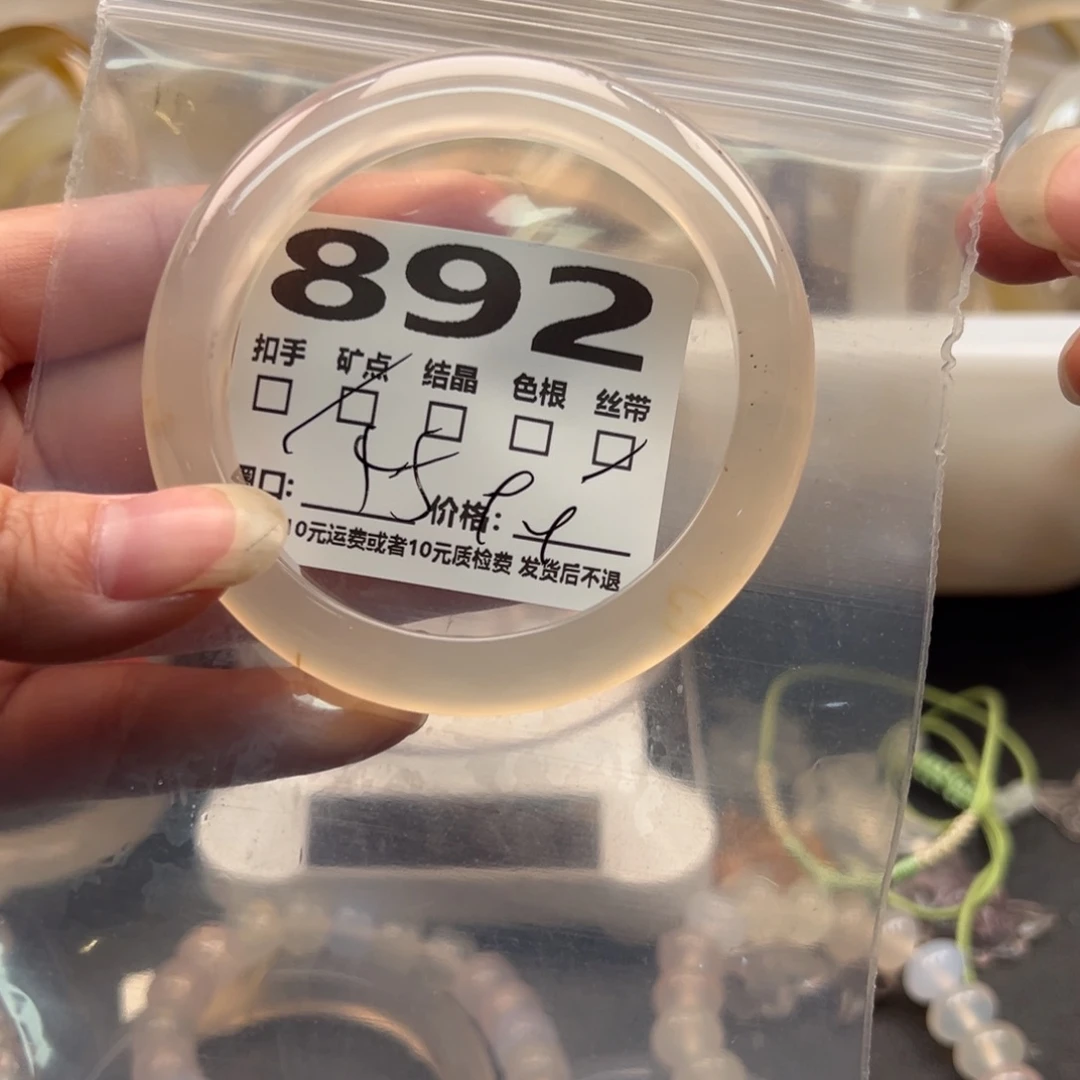 892
扣手 矿点 结晶 色根 丝带
口: 55 价格:
10元运费或者10元质检费 发货后不退